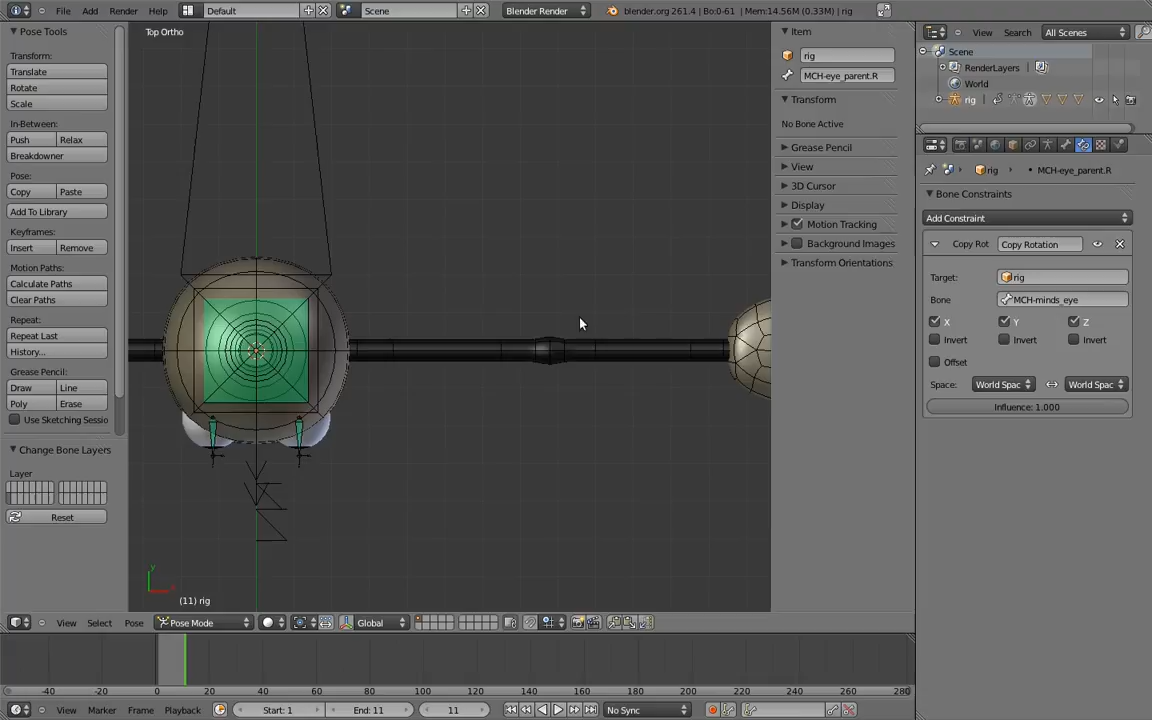 File Add Render Help Default Scene Blender Render blender.org 261.4 | Bo:0-61 | Mem:14.56M (0.33M) | rig
Pose Tools
Transform:
Translate
Rotate
Scale
In-Between:
Push Relax
Breakdowner
Pose:
Copy Paste
Add To Library
Keyframes:
Insert Remove
Motion Paths:
Calculate Paths
Clear Paths
Repeat:
Repeat Last
History...
Grease Pencil:
Draw Line
Poly Erase
Use Sketching Sessio
Change Bone Layers
Layer
Reset
Top Ortho
y
x
(11) rig
Item
rig
MCH-eye_parent.R
Transform
No Bone Active
Grease Pencil
View
3D Cursor
Display
Motion Tracking
Background Images
Transform Orientations
View Search All Scenes
Scene
RenderLayers
World
rig
rig MCH-eye_parent.R
Bone Constraints
Add Constraint
Copy Rot Copy Rotation
Target: rig
Bone MCH-minds_eye
X Y Z
Invert Invert Invert
Offset
Space: World Spac World Spac
Influence: 1.000
View Select Pose Pose Mode Global
-40 -20 0 20 40 60 80 100 120 140 160 180 200 220 240 260 280
View Marker Frame Playback Start: 1 End: 11 11 No Sync